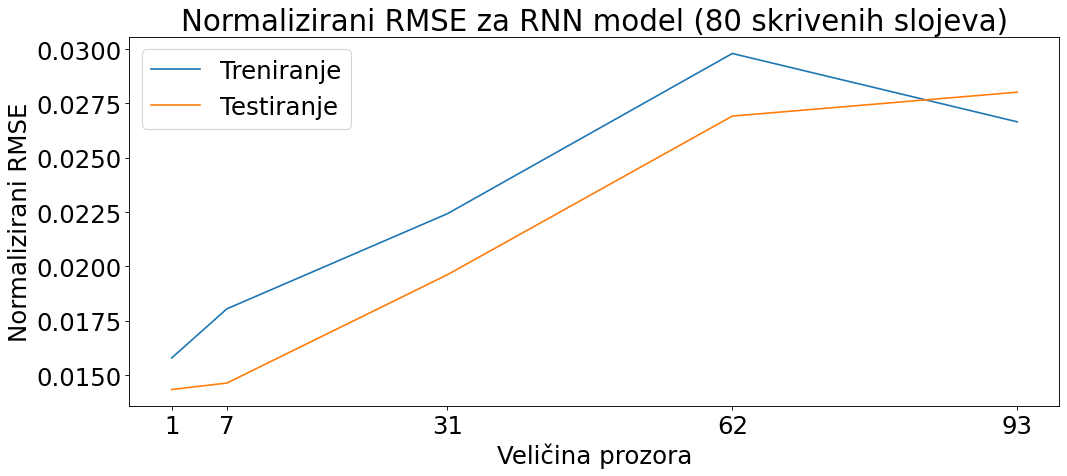 Normalizirani RMSE za RNN model (80 skrivenih slojeva)
Treniranje
Testiranje
Normalizirani RMSE
0.0300
0.0275
0.0250
0.0225
0.0200
0.0175
0.0150
1 7 31 62 93
Veličina prozora